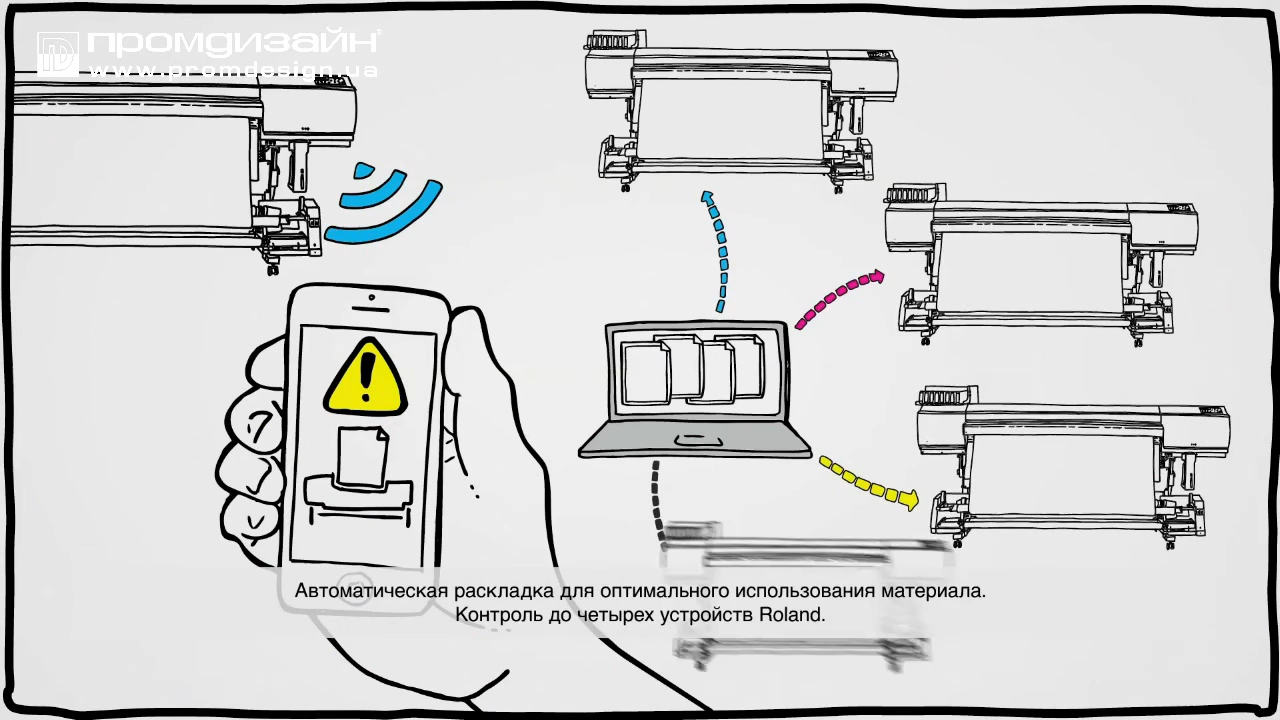 промдизайн®
www.promdesign.ua
Автоматическая раскладка для оптимального использования материала.
Контроль до четырех устройств Roland.